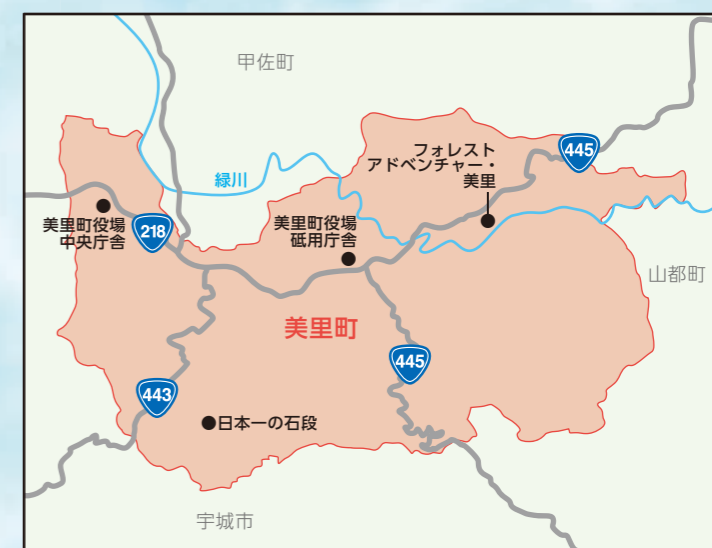 甲佐町
フォレスト
アドベンチャー・
美里
445
緑川
美里町役場
中央庁舎
218
美里町役場
砥用庁舎
山都町
美里町
445
443
●日本一の石段
宇城市